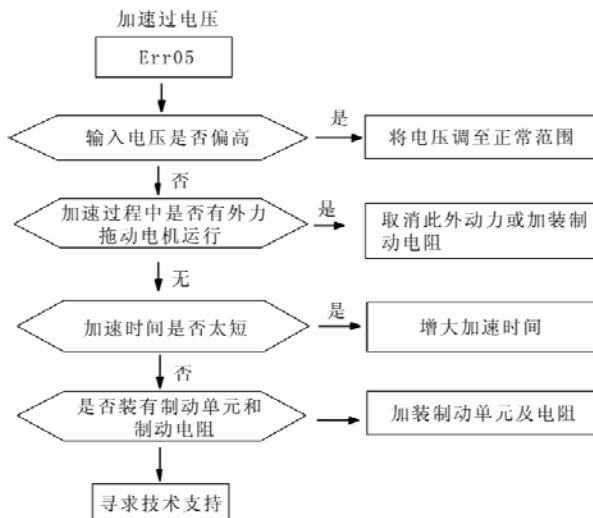 加速过电压
Err05
输入电压是否偏高
是
将电压调至正常范围
否
加速过程中是否有外力
拖动电机运行
是
取消此外动力或加装制
动电阻
无
加速时间是否太短
是
增大加速时间
否
是否装有制动单元和
制动电阻
加装制动单元及电阻
寻求技术支持